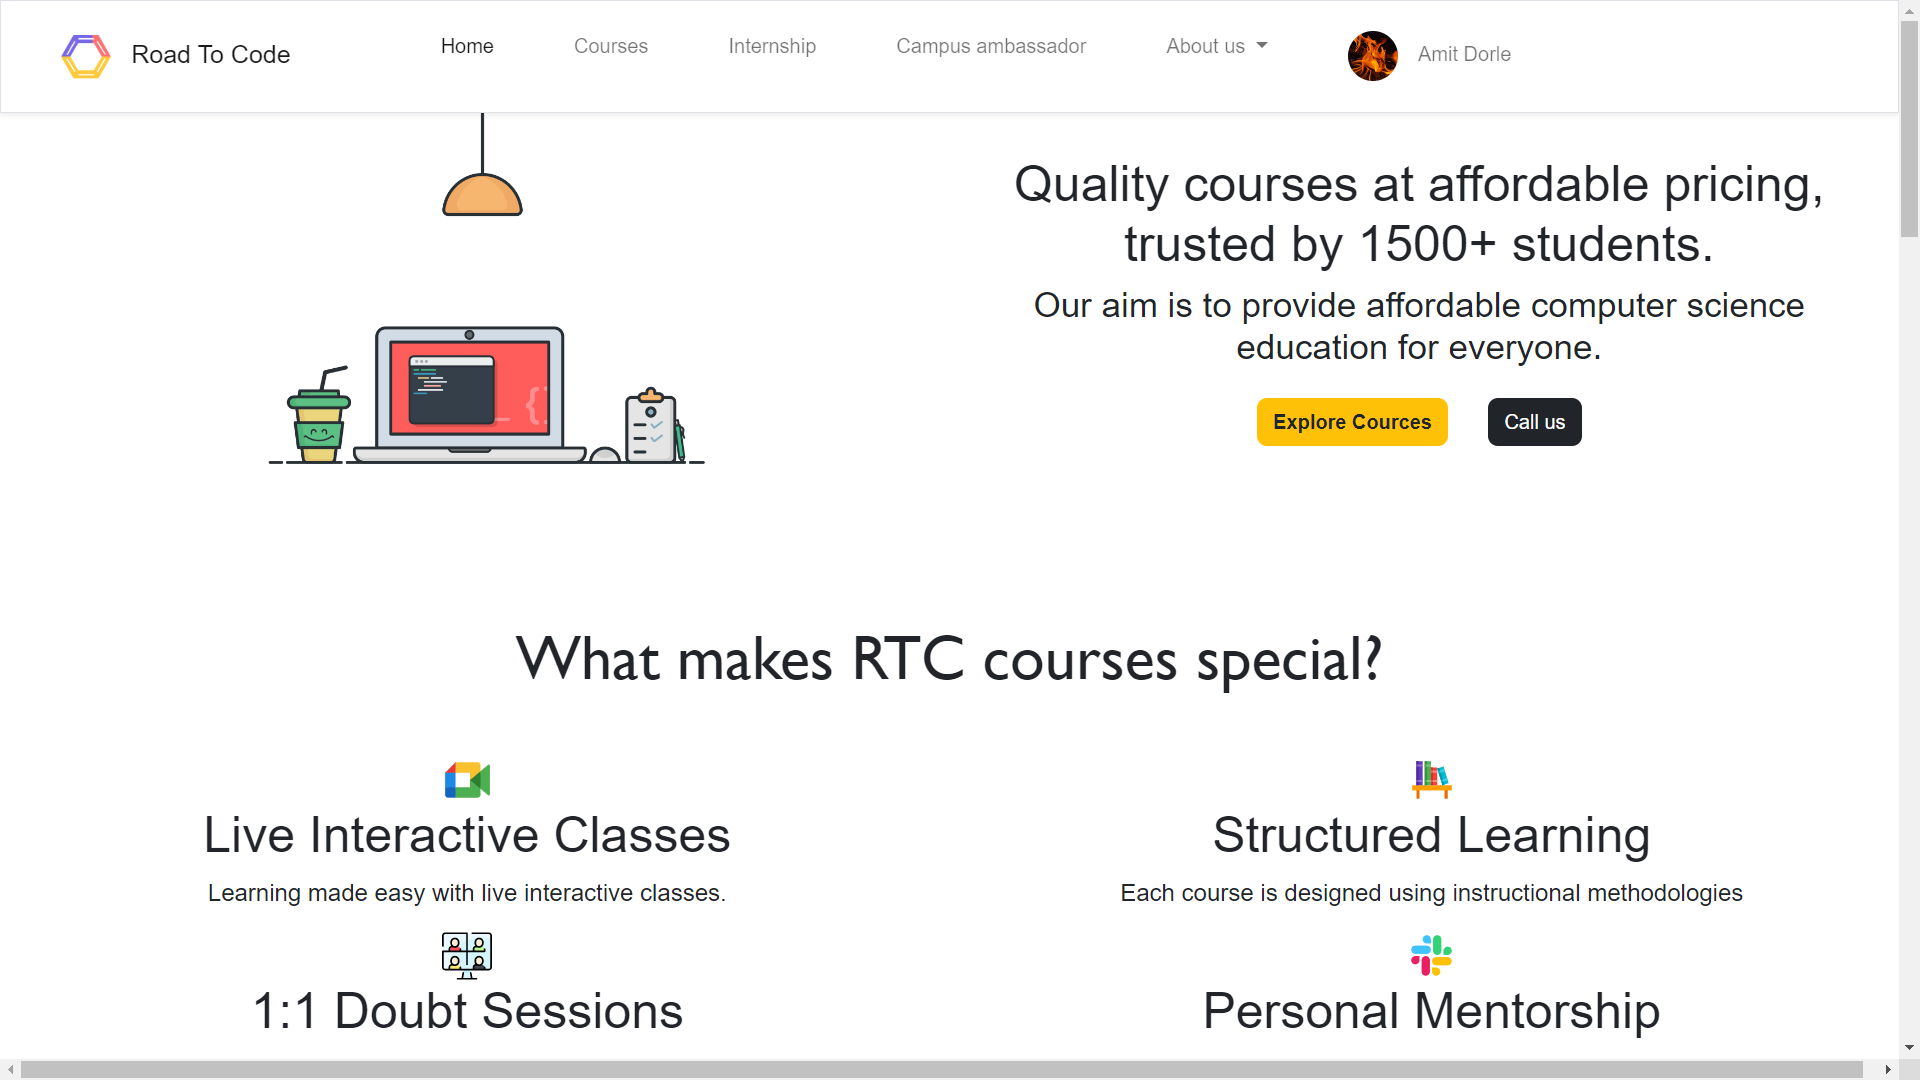 Road To Code
Home
Courses
Internship
Campus ambassador
About us
Amit Dorle
Quality courses at affordable pricing,
trusted by 1500+ students.
Our aim is to provide affordable computer science
education for everyone.
Explore Cources
Call us
What makes RTC courses special?
Live Interactive Classes
Learning made easy with live interactive classes.
Structured Learning
Each course is designed using instructional methodologies
1:1 Doubt Sessions
Personal Mentorship